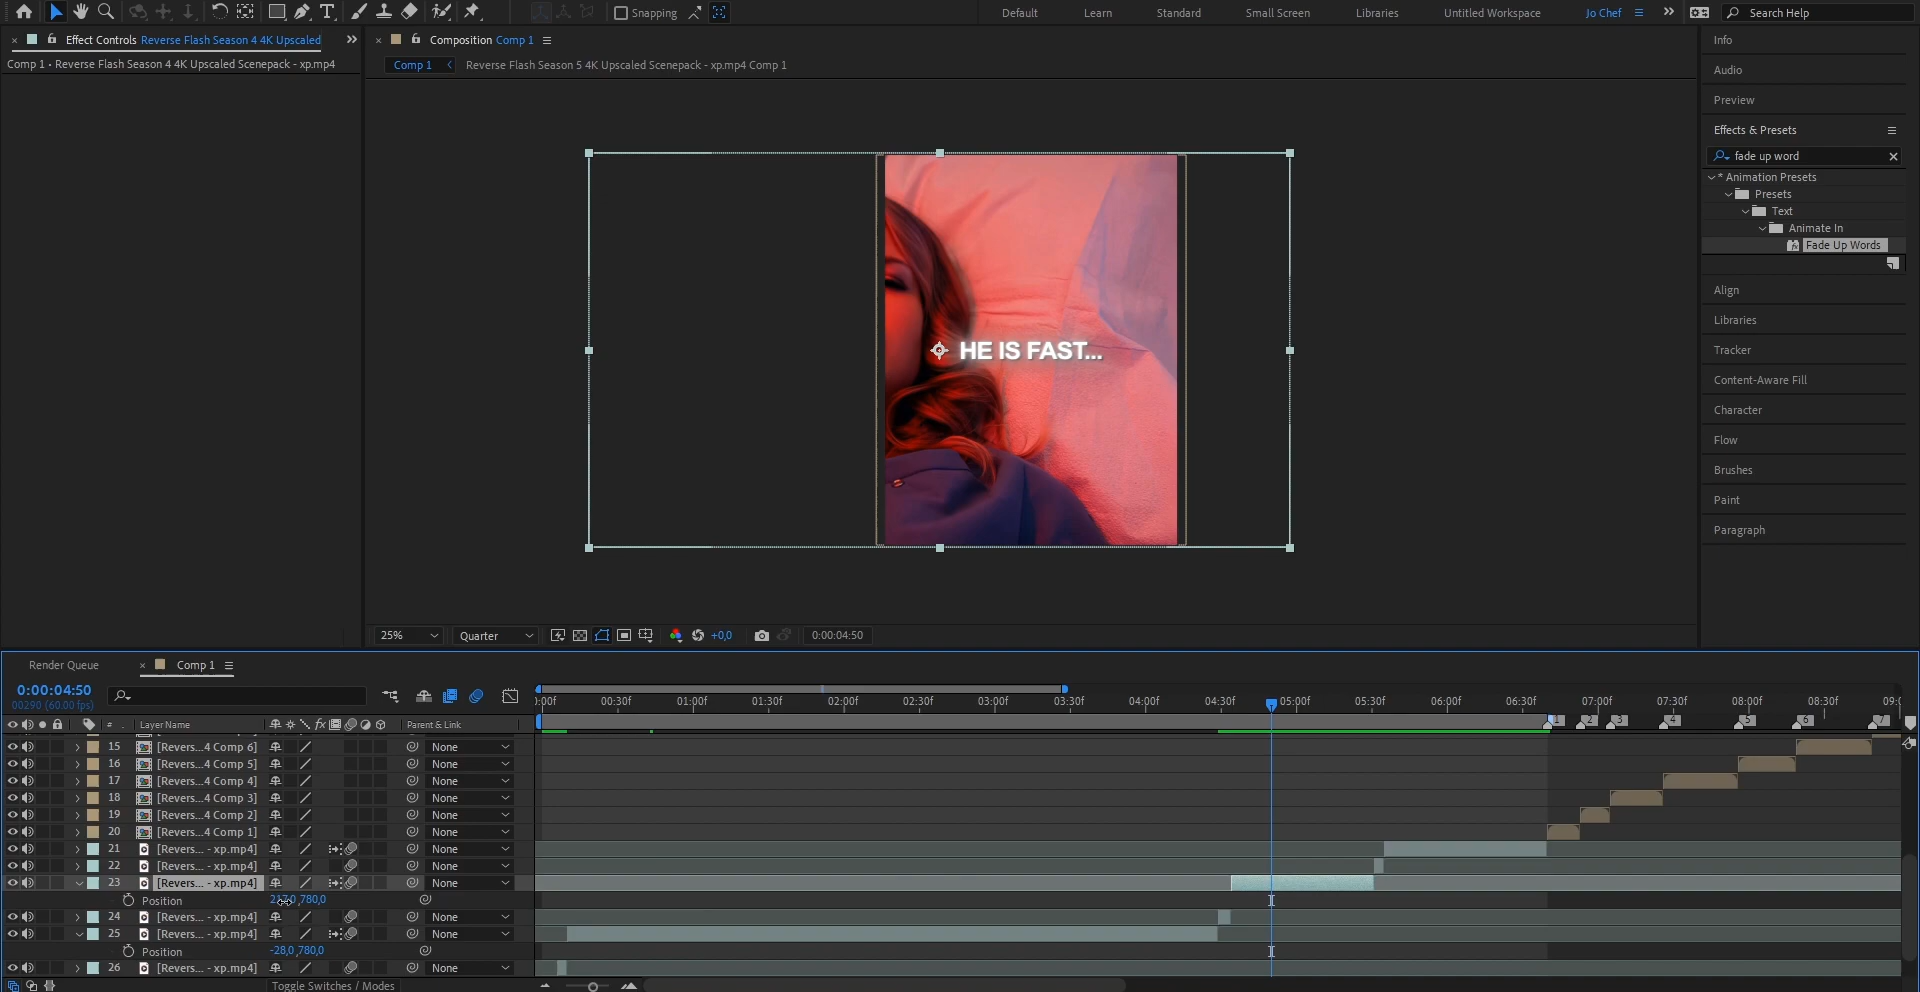 Snapping
Default
Learn
Standard
Small Screen
Libraries
Untitled Workspace
Jo Chef
Search Help
Effect Controls Reverse Flash Season 4 4K Upscaled
Comp 1 • Reverse Flash Season 4 4K Upscaled Scenepack - xp.mp4
Composition Comp 1
Comp 1
Reverse Flash Season 5 4K Upscaled Scenepack - xp.mp4 Comp 1
HE IS FAST...
25%
Quarter
+0,0
0:00:04:50
Info
Audio
Preview
Effects & Presets
fade up word
* Animation Presets
Presets
Text
Animate In
Fade Up Words
Align
Libraries
Tracker
Content-Aware Fill
Character
Flow
Brushes
Paint
Paragraph
Render Queue
Comp 1
0:00:04:50
00290 (60.00 fps)
:00f 00:30f 01:00f 01:30f 02:00f 02:30f 03:00f 03:30f 04:00f 04:30f 05:00f 05:30f 06:00f 06:30f 07:00f 07:30f 08:00f 08:30f 09:0
1 2 3 4 5 6 7
# . Layer Name Parent & Link
15 [Revers...4 Comp 6] None
16 [Revers...4 Comp 5] None
17 [Revers...4 Comp 4] None
18 [Revers...4 Comp 3] None
19 [Revers...4 Comp 2] None
20 [Revers...4 Comp 1] None
21 [Revers... - xp.mp4] None
22 [Revers... - xp.mp4] None
23 [Revers... - xp.mp4] None
Position ,780,0
24 [Revers... - xp.mp4] None
25 [Revers... - xp.mp4] None
Position -28,0,780,0
26 [Revers... - xp.mp4] None
Toggle Switches / Modes